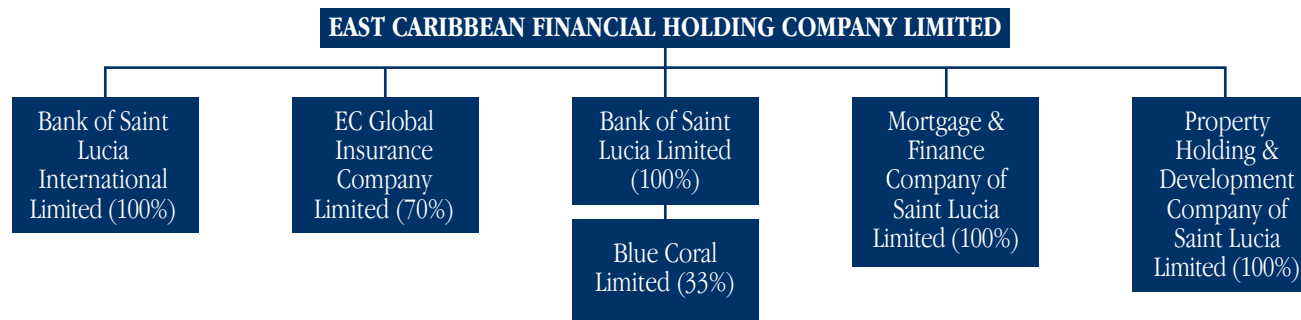 EAST CARIBBEAN FINANCIAL HOLDING COMPANY LIMITED
Bank of Saint
Lucia
International
Limited (100%)
EC Global
Insurance
Company
Limited (70%)
Bank of Saint
Lucia Limited
(100%)
Blue Coral
Limited (33%)
Mortgage &
Finance
Company of
Saint Lucia
Limited (100%)
Property
Holding &
Development
Company of
Saint Lucia
Limited (100%)